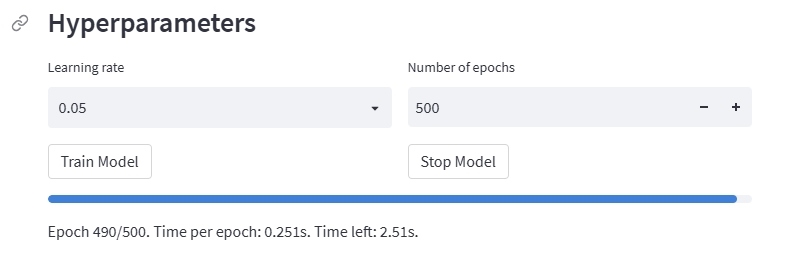 Hyperparameters
Learning rate
Number of epochs
0.05
500
Train Model
Stop Model
Epoch 490/500. Time per epoch: 0.251s. Time left: 2.51s.